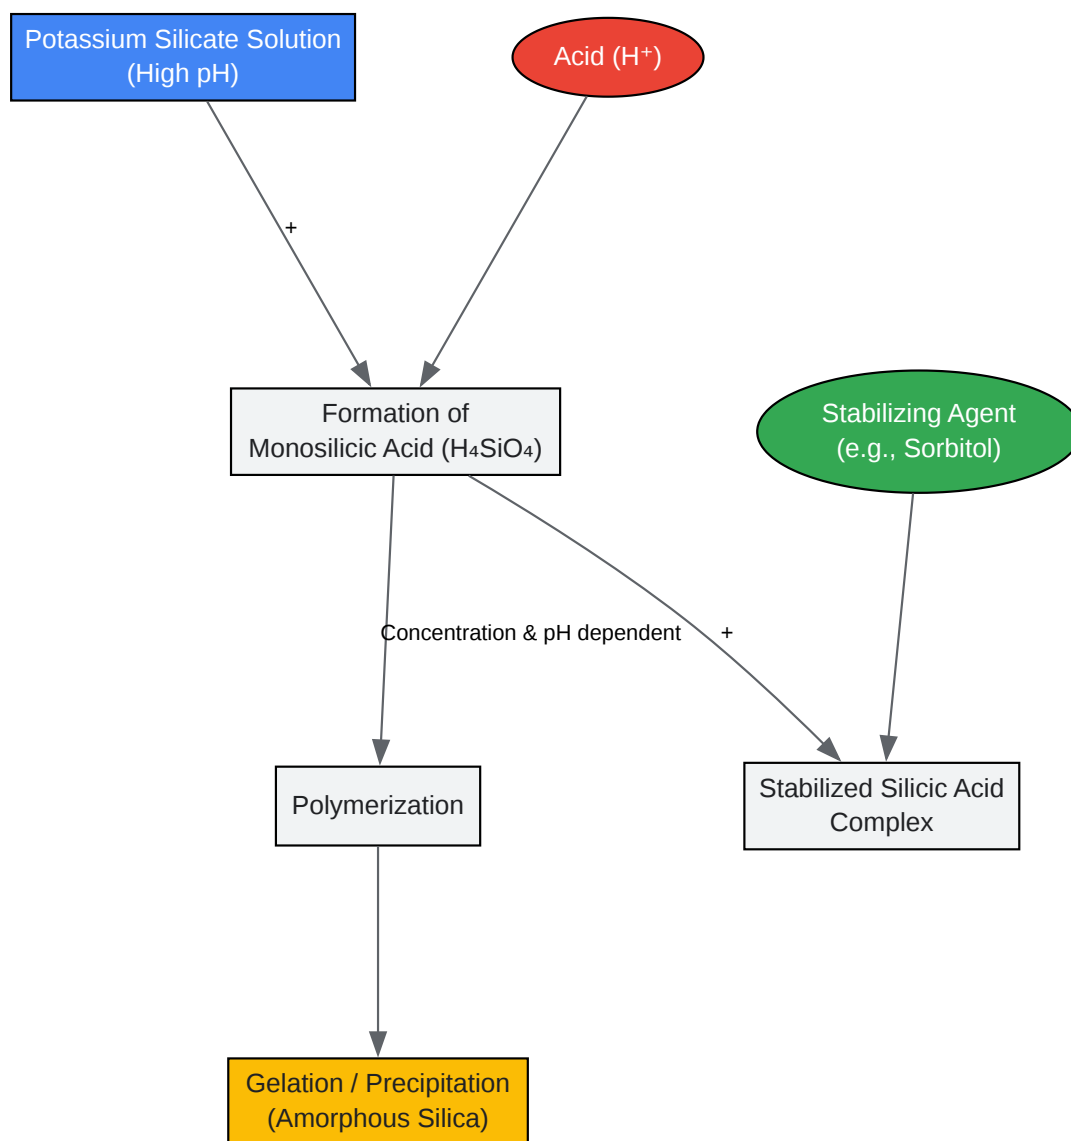 Potassium Silicate Solution
(High pH)
Acid (H⁺)
+
Formation of
Monosilicic Acid (H₄SiO₄)
Stabilizing Agent
(e.g., Sorbitol)
Concentration & pH dependent
+
Polymerization
Stabilized Silicic Acid
Complex
Gelation / Precipitation
(Amorphous Silica)